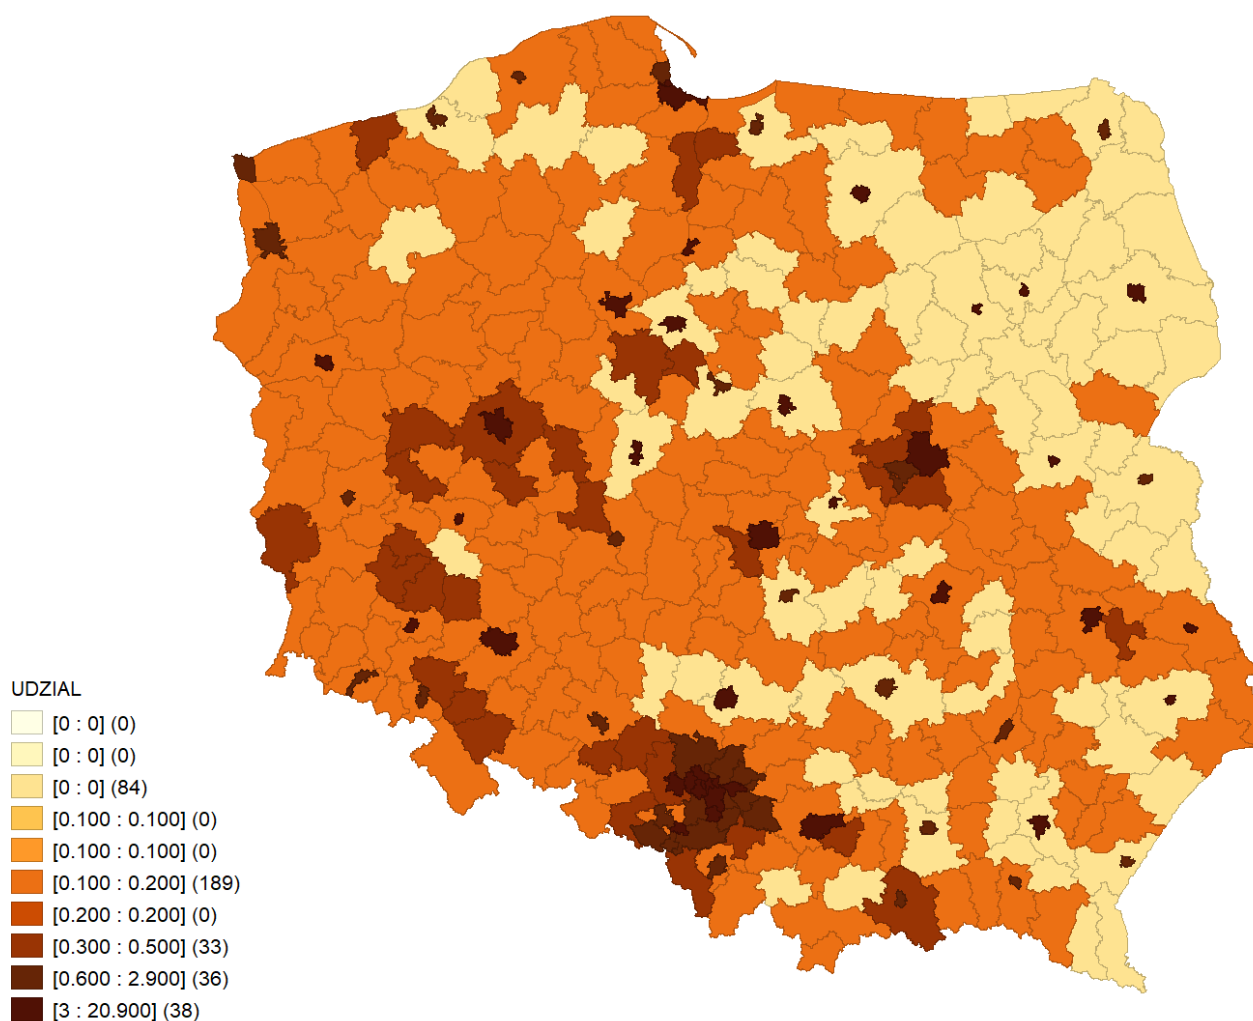 UDZIAL
[0 : 0] (0)
[0 : 0] (0)
[0 : 0] (84)
[0.100 : 0.100] (0)
[0.100 : 0.100] (0)
[0.100 : 0.200] (189)
[0.200 : 0.200] (0)
[0.300 : 0.500] (33)
[0.600 : 2.900] (36)
[3 : 20.900] (38)